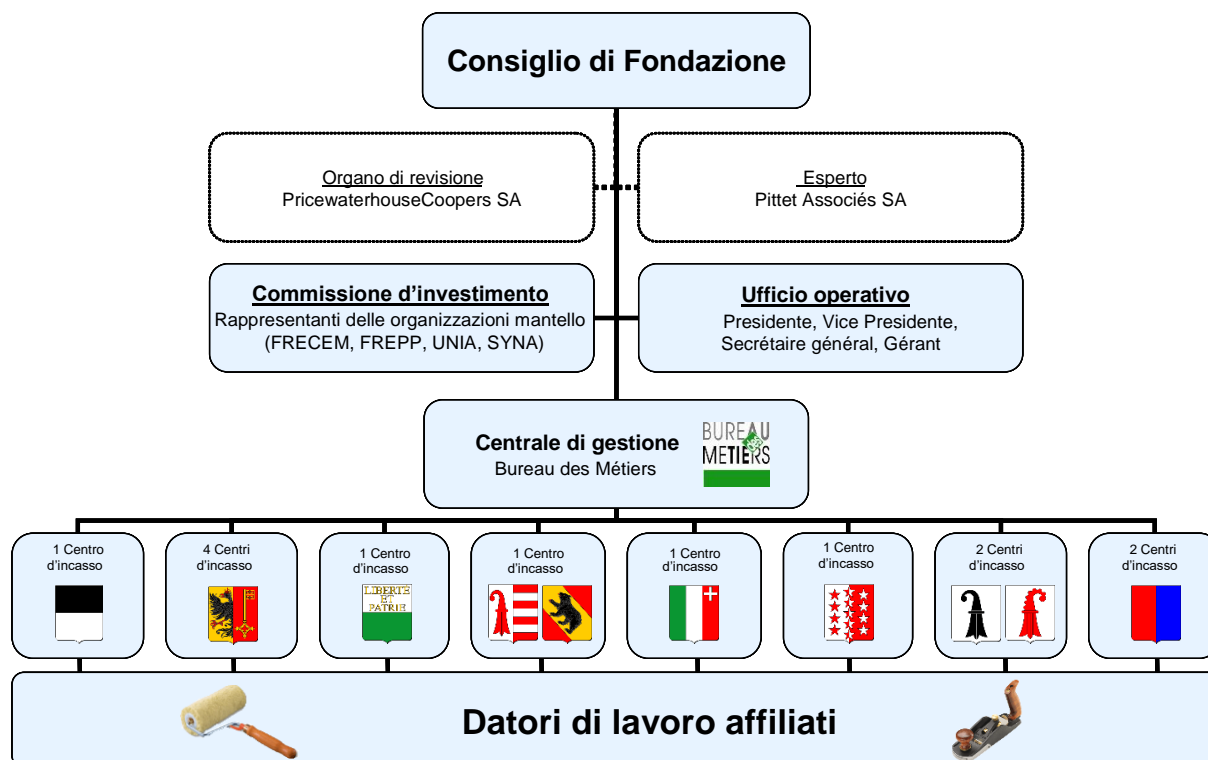 Consiglio di Fondazione
Organo di revisione
PricewaterhouseCoopers SA
Esperto
Pittet Associés SA
Commissione d'investimento
Rappresentanti delle organizzazioni mantello
(FRECEM, FREPP, UNIA, SYNA)
Ufficio operativo
Presidente, Vice Presidente,
Secrétaire général, Gérant
Centrale di gestione
Bureau des Métiers
BUREAU
METIERS
1 Centro
d'incasso
4 Centri
d'incasso
1 Centro
d'incasso
LIBERTÉ
ET
PATRIE
1 Centro
d'incasso
1 Centro
d'incasso
1 Centro
d'incasso
2 Centri
d'incasso
2 Centri
d'incasso
Datori di lavoro affiliati